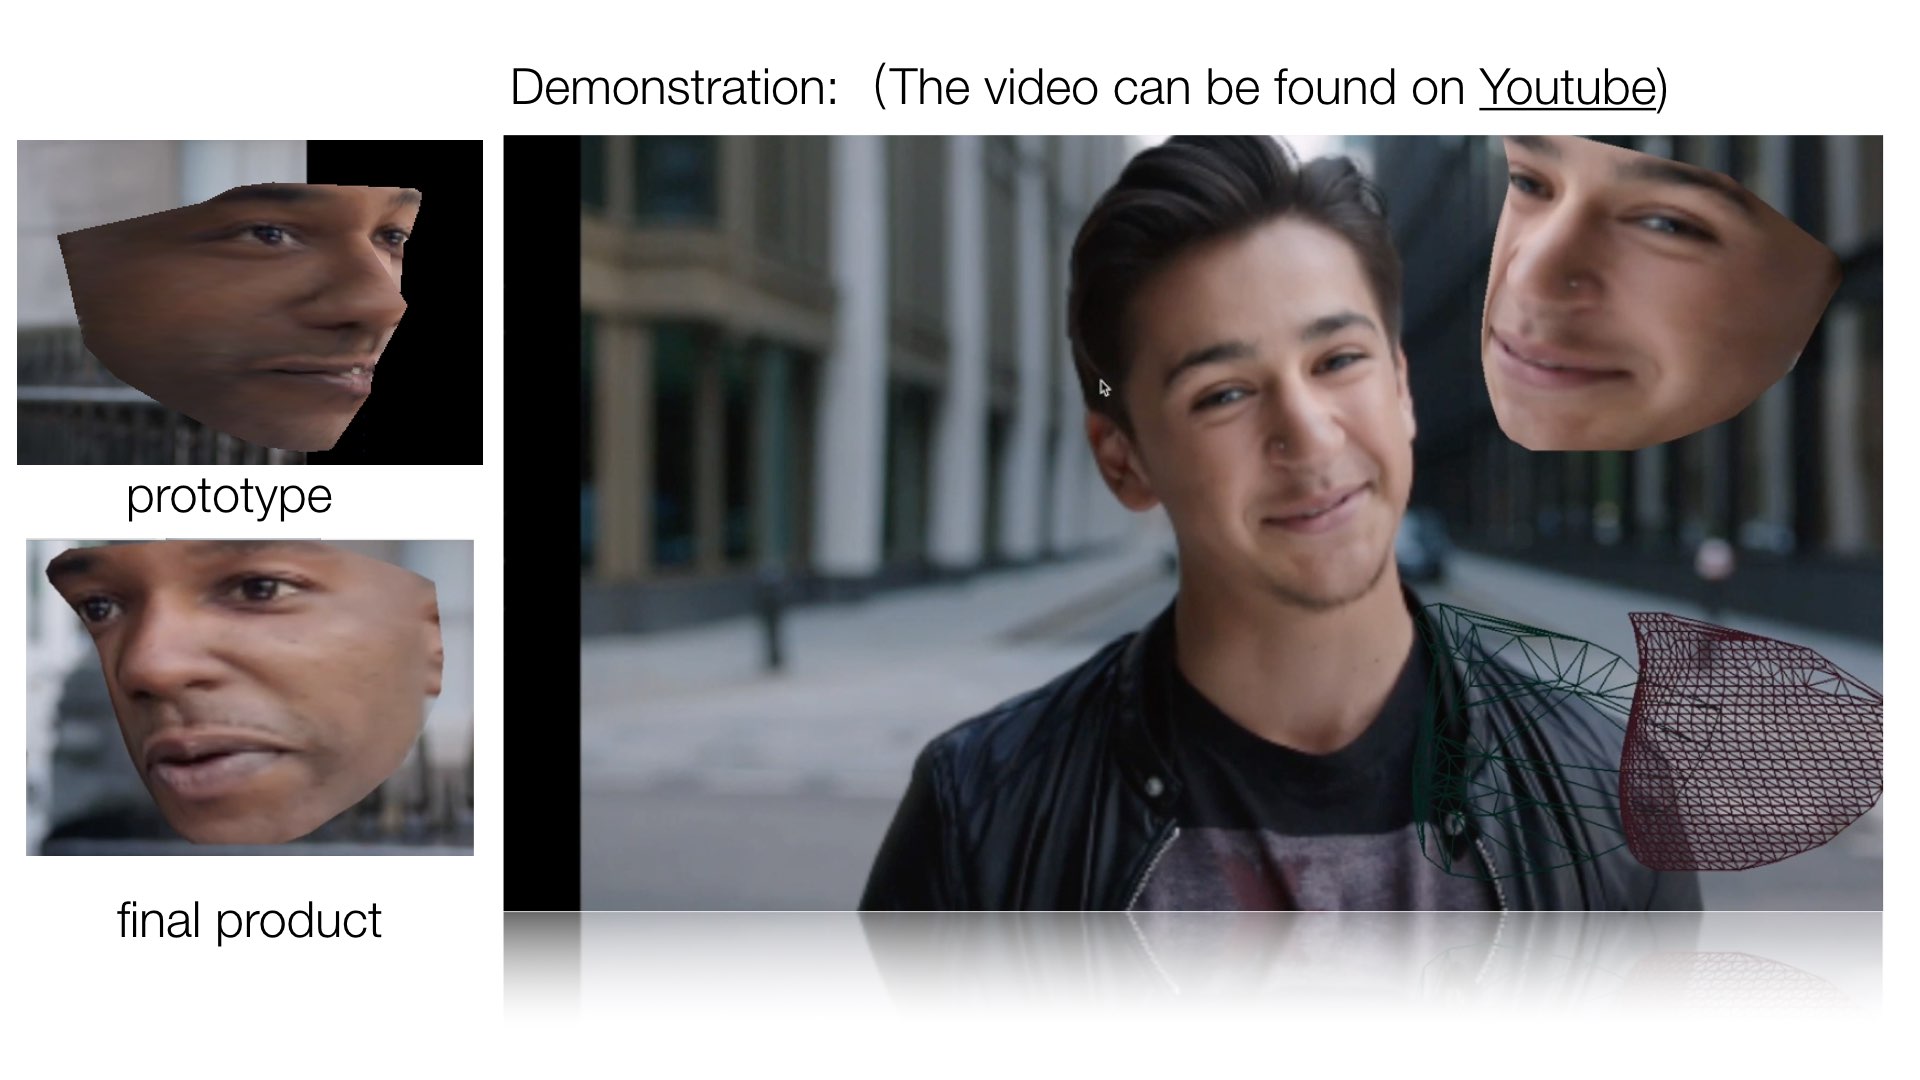 Demonstration:（The video can be found on Youtube)
prototype
final product